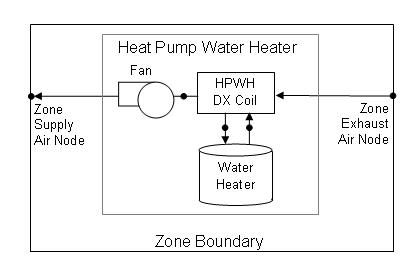 Heat Pump Water Heater
Fan
HPWH
DX Coil
Zone
Supply
Air Node
Zone
Exhaust
Air Node
Water
Heater
Zone Boundary